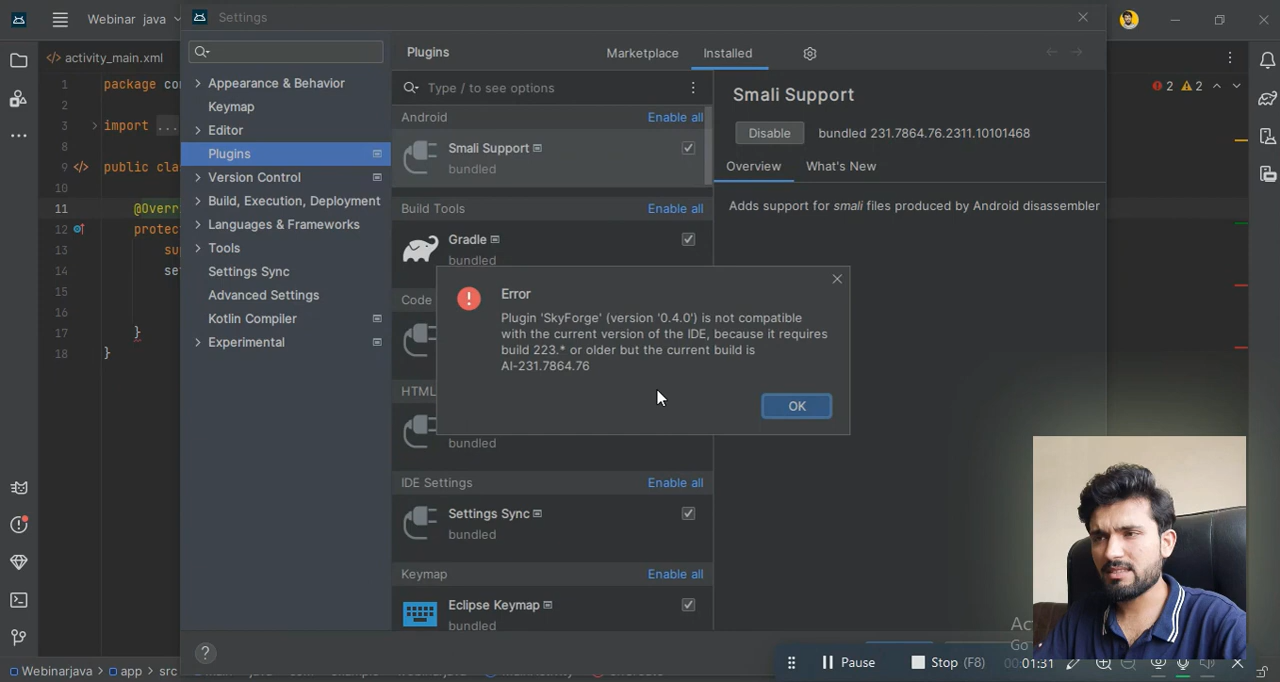 Webinar java
Settings
activity_main.xml
Plugins
Marketplace
Installed
Type / to see options
Appearance & Behavior
Keymap
Editor
Plugins
Version Control
Build, Execution, Deployment
Languages & Frameworks
Tools
Settings Sync
Advanced Settings
Kotlin Compiler
Experimental
Android
Enable all
Smali Support
bundled
Build Tools
Enable all
Gradle
bundled
Code
HTML
bundled
IDE Settings
Enable all
Settings Sync
bundled
Keymap
Enable all
Eclipse Keymap
bundled
Smali Support
Disable
bundled 231.7864.76.2311.10101468
Overview
What's New
Adds support for smali files produced by Android disassembler
Error
Plugin 'SkyForge' (version '0.4.0') is not compatible
with the current version of the IDE, because it requires
build 223.* or older but the current build is
AI-231.7864.76
OK
1 package co
2
3 import ...
8
9 public cla
10
11 @Overr
12 protec
13 su
14 se
15
16
17 }
18 }
2 2
?
Go
Pause
Stop (F8)
00:01:31
Webinarjava > app > src